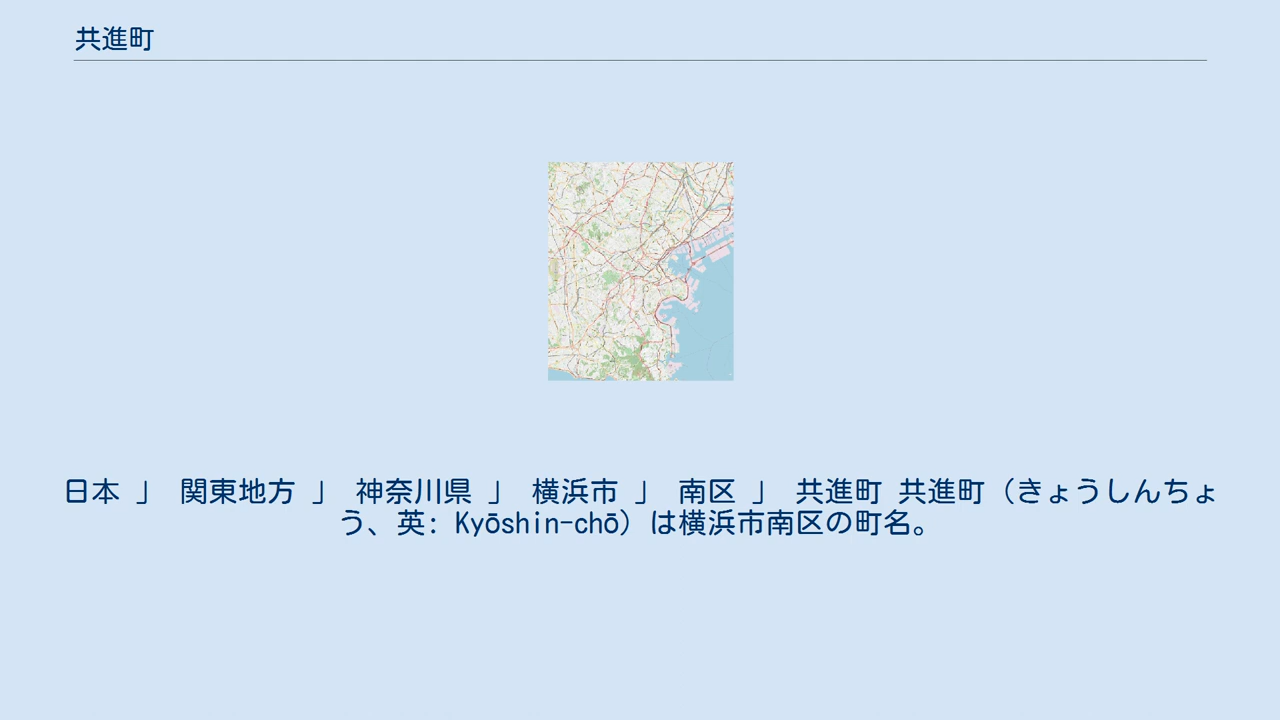 共進町
日本 」 関東地方 」 神奈川県 」 横浜市 」 南区 」 共進町 共進町（きょうしんちょ
う、英: Kyōshin-chō）は横浜市南区の町名。